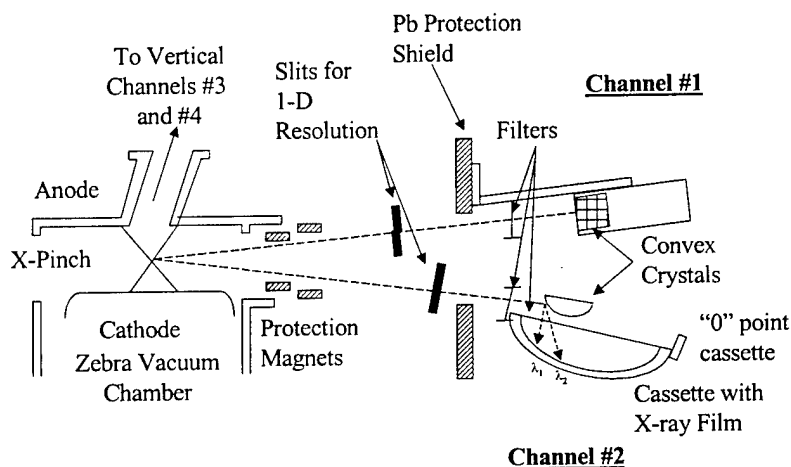 To Vertical
Channels #3
and #4
Slits for
1-D
Resolution
Pb Protection
Shield
Channel #1
Filters
Anode
X-Pinch
Convex
Crystals
Cathode
Zebra Vacuum
Chamber
Protection
Magnets
λ1
λ2
"0" point
cassette
Cassette with
X-ray Film
Channel #2